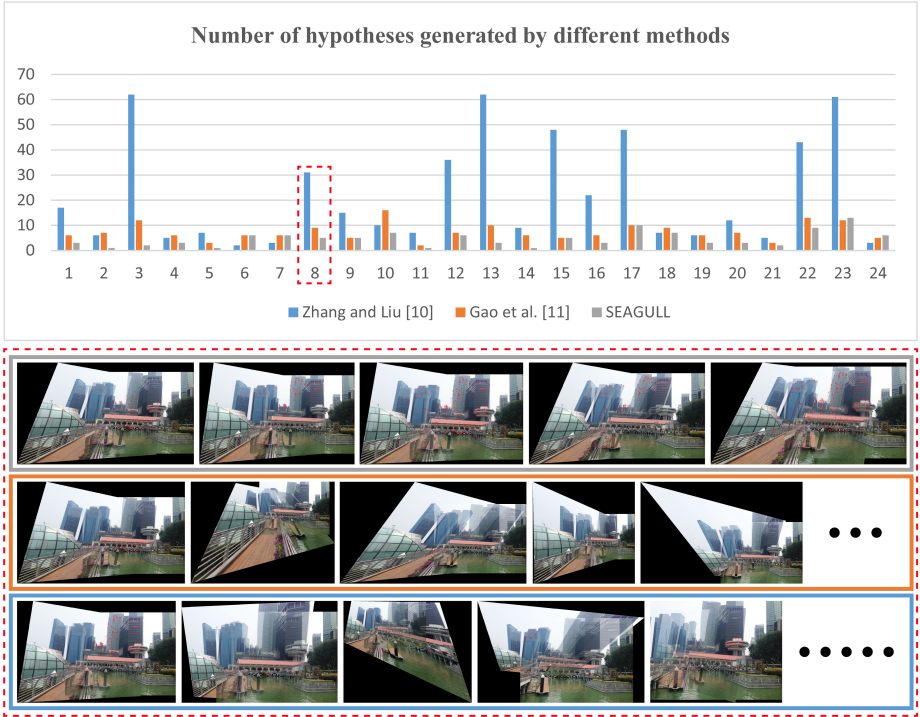 Number of hypotheses generated by different methods
70
60
50
40
30
20
10
0
1 2 3 4 5 6 7 8 9 10 11 12 13 14 15 16 17 18 19 20 21 22 23 24
Zhang and Liu [10] Gao et al. [11] SEAGULL